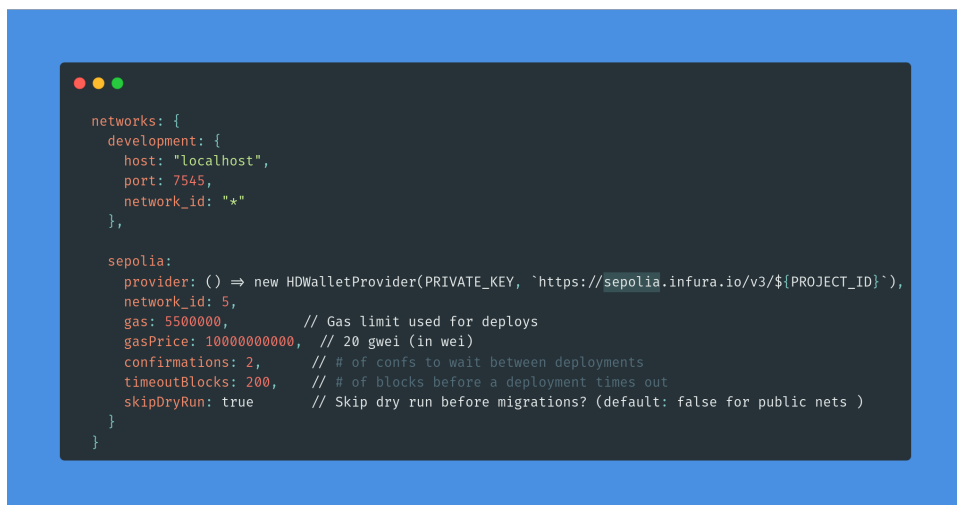 networks: {
  development: {
    host: "localhost",
    port: 7545,
    network_id: "*"
  },

  sepolia:
    provider: () => new HDWalletProvider(PRIVATE_KEY, `https://sepolia.infura.io/v3/${PROJECT_ID}`),
    network_id: 5,
    gas: 5500000,         // Gas limit used for deploys
    gasPrice: 10000000000,  // 20 gwei (in wei)
    confirmations: 2,    // # of confs to wait between deployments
    timeoutBlocks: 200,  // # of blocks before a deployment times out
    skipDryRun: true     // Skip dry run before migrations? (default: false for public nets )
  }
}